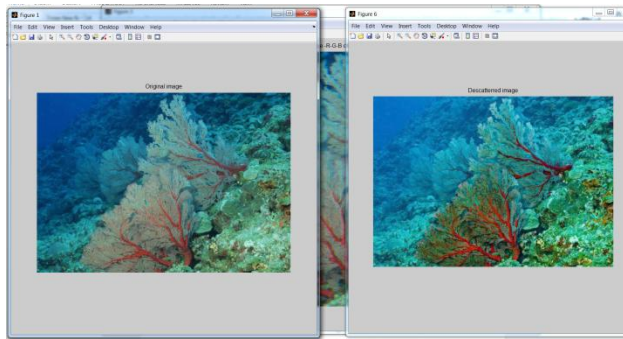 Figure 1
File Edit View Insert Tools Desktop Window Help
Original image
-R-G-B
Figure 6
File Edit View Insert Tools Desktop Window Help
Descattered image